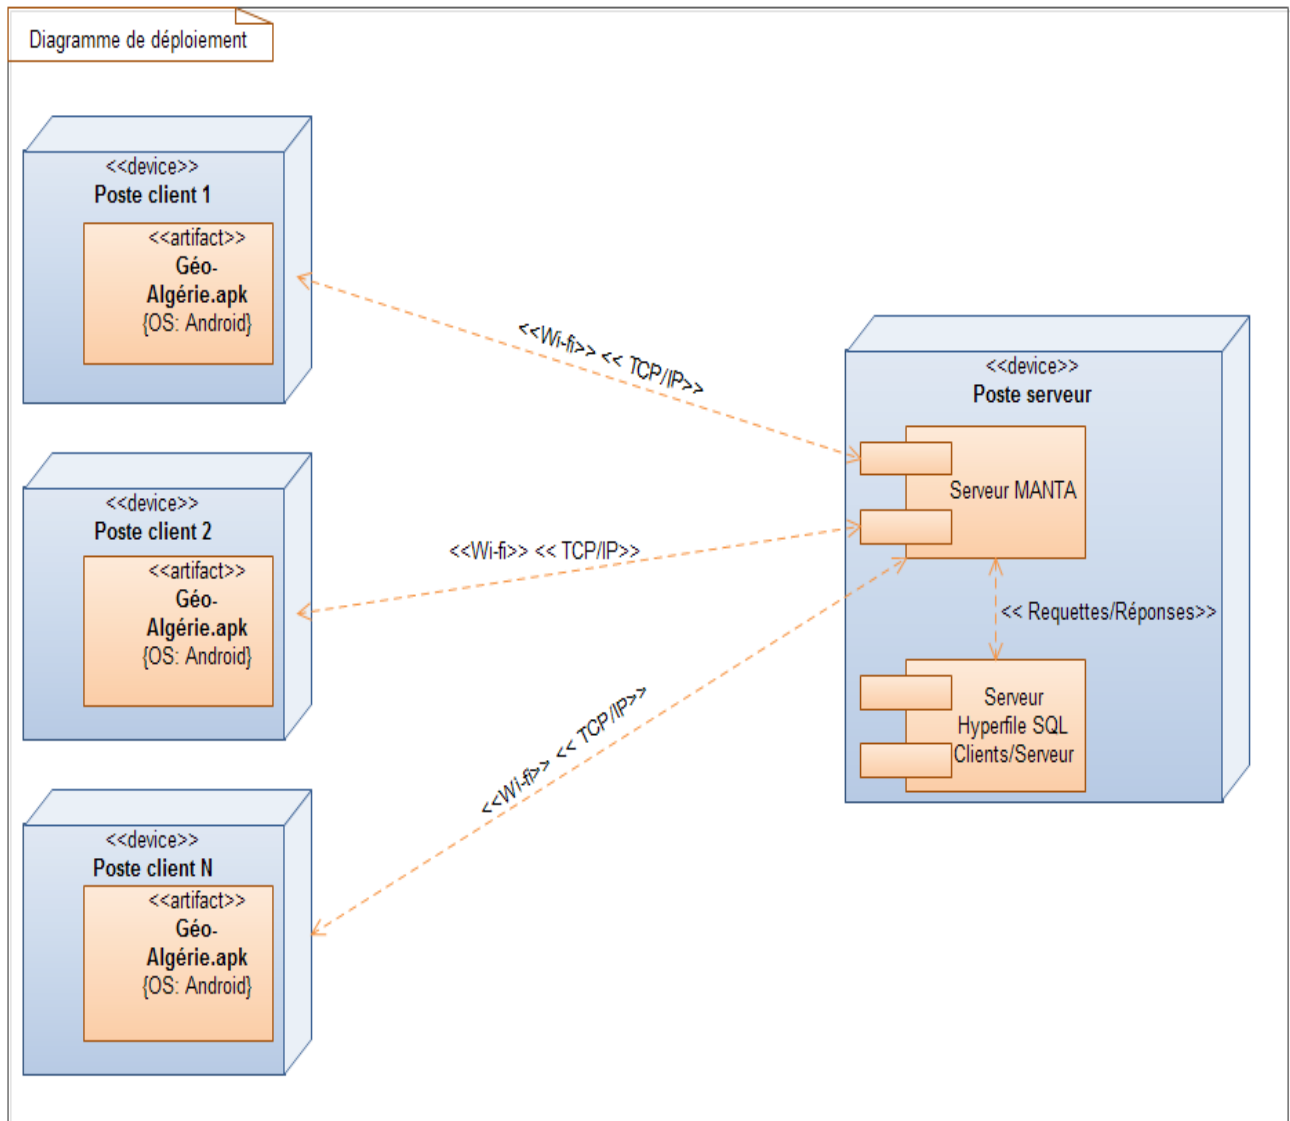 Diagramme de déploiement
<<device>>
Poste client 1
<<artifact>>
Géo-
Algérie.apk
{OS: Android}
<<Wi-fi>> << TCP/IP>>
<<device>>
Poste client 2
<<artifact>>
Géo-
Algérie.apk
{OS: Android}
<<Wi-fi>> << TCP/IP>>
<<device>>
Poste client N
<<artifact>>
Géo-
Algérie.apk
{OS: Android}
<<Wi-fi>> << TCP/IP>>
<<device>>
Poste serveur
Serveur MANTA
<< Requettes/Réponses>>
Serveur
Hyperfile SQL
Clients/Serveur